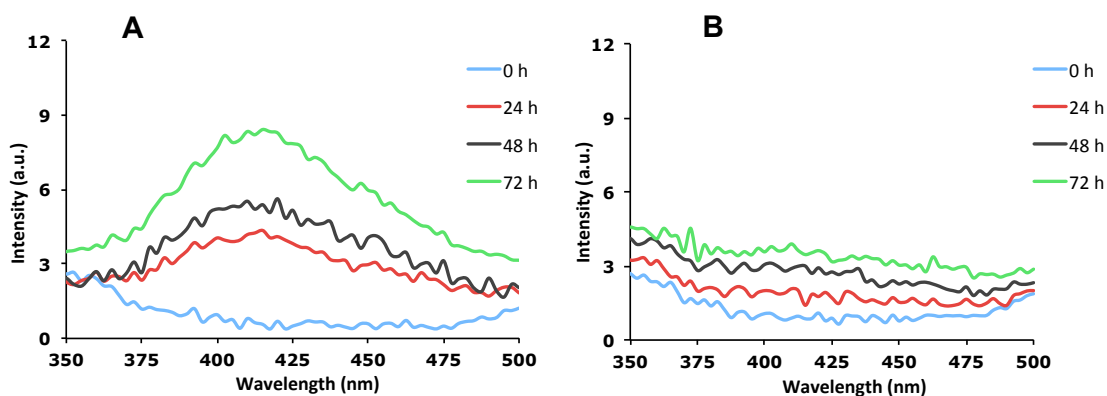 A
12
9
6
3
0
Intensity (a.u.)
350 375 400 425 450 475 500
Wavelength (nm)
0 h
24 h
48 h
72 h
B
12
9
6
3
0
Intensity (a.u.)
350 375 400 425 450 475 500
Wavelength (nm)
0 h
24 h
48 h
72 h